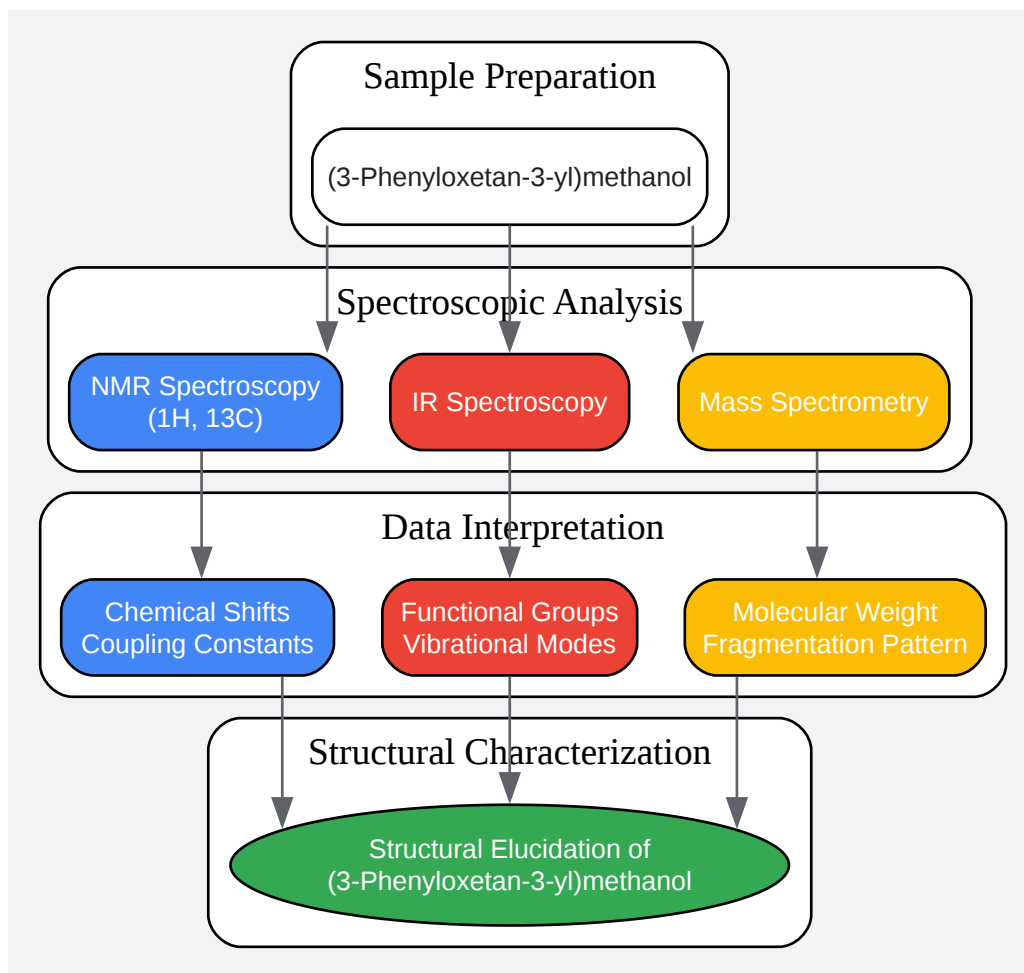 Sample Preparation
(3-Phenyloxetan-3-yl)methanol
Spectroscopic Analysis
NMR Spectroscopy
(1H, 13C)
IR Spectroscopy
Mass Spectrometry
Data Interpretation
Chemical Shifts
Coupling Constants
Functional Groups
Vibrational Modes
Molecular Weight
Fragmentation Pattern
Structural Characterization
Structural Elucidation of
(3-Phenyloxetan-3-yl)methanol